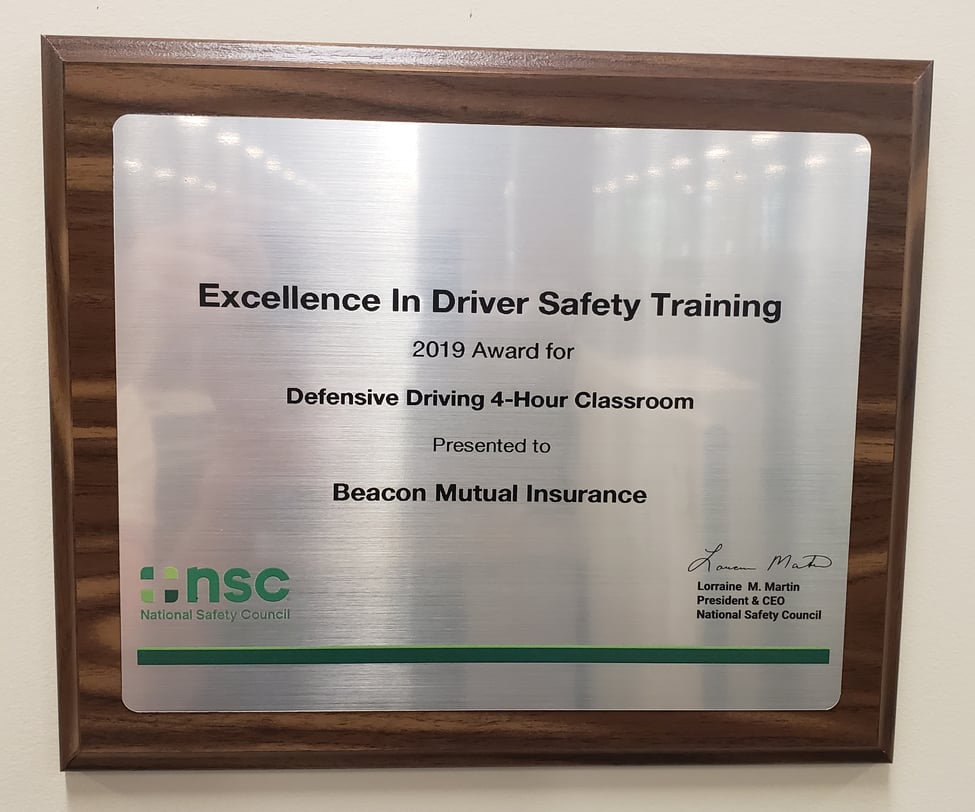 Excellence In Driver Safety Training
2019 Award for
Defensive Driving 4-Hour Classroom
Presented to
Beacon Mutual Insurance
nsc
National Safety Council
Lorraine M. Martin
President & CEO
National Safety Council